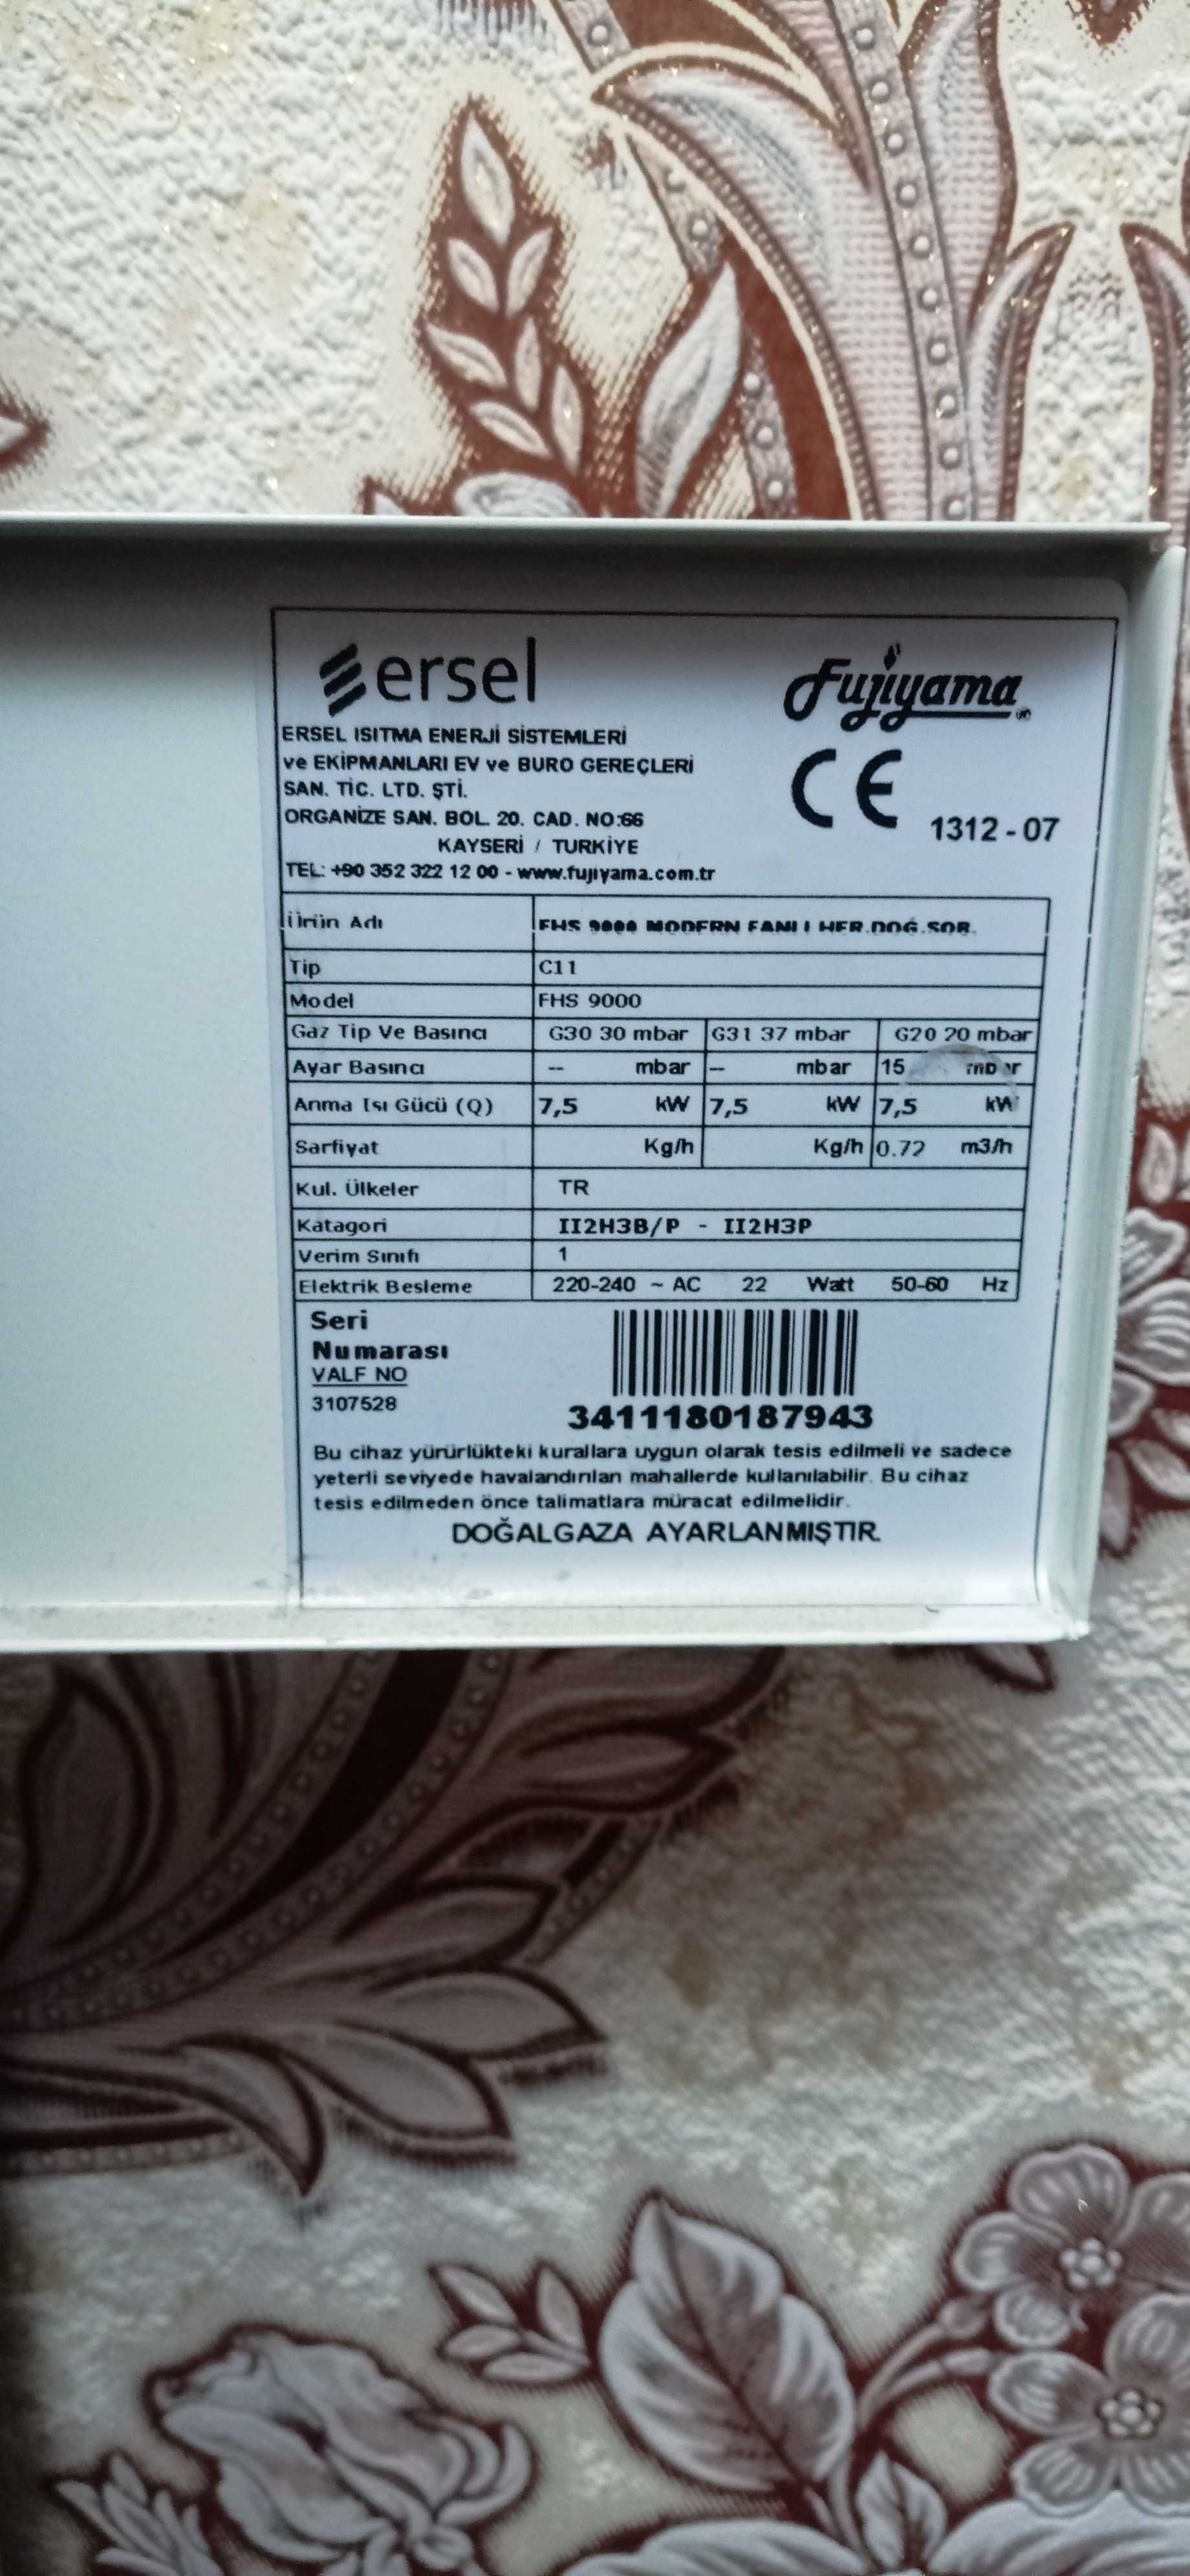 ersel
Fujiyama
ERSEL ISITMA ENERJİ SİSTEMLERİ
ve EKİPMANLARI EV ve BURO GEREÇLERİ
SAN. TİC. LTD. ŞTİ.
ORGANİZE SAN. BOL. 20. CAD. NO:66
KAYSERİ / TURKİYE
TEL: +90 352 322 12 00 - www.fujiyama.com.tr
CE 1312 - 07
Ürün Adı FHS 9000 MODERN FANLI HER.DOĞ.SOB.
Tip C11
Model FHS 9000
Gaz Tip Ve Basıncı G30 30 mbar G31 37 mbar G20 20 mbar
Ayar Basıncı -- mbar -- mbar 15 mbar
Anma Isı Gücü (Q) 7,5 kW 7,5 kW 7,5 kW
Sarfiyat Kg/h Kg/h 0.72 m3/h
Kul. Ülkeler TR
Katagori II2H3B/P - II2H3P
Verim Sınıfı 1
Elektrik Besleme 220-240 ~ AC 22 Watt 50-60 Hz
Seri
Numarası
VALF NO
3107528
3411180187943
Bu cihaz yürürlükteki kurallara uygun olarak tesis edilmeli ve sadece
yeterli seviyede havalandırılan mahallerde kullanılabilir. Bu cihaz
tesis edilmeden önce talimatlara müracat edilmelidir.
DOĞALGAZA AYARLANMIŞTIR.